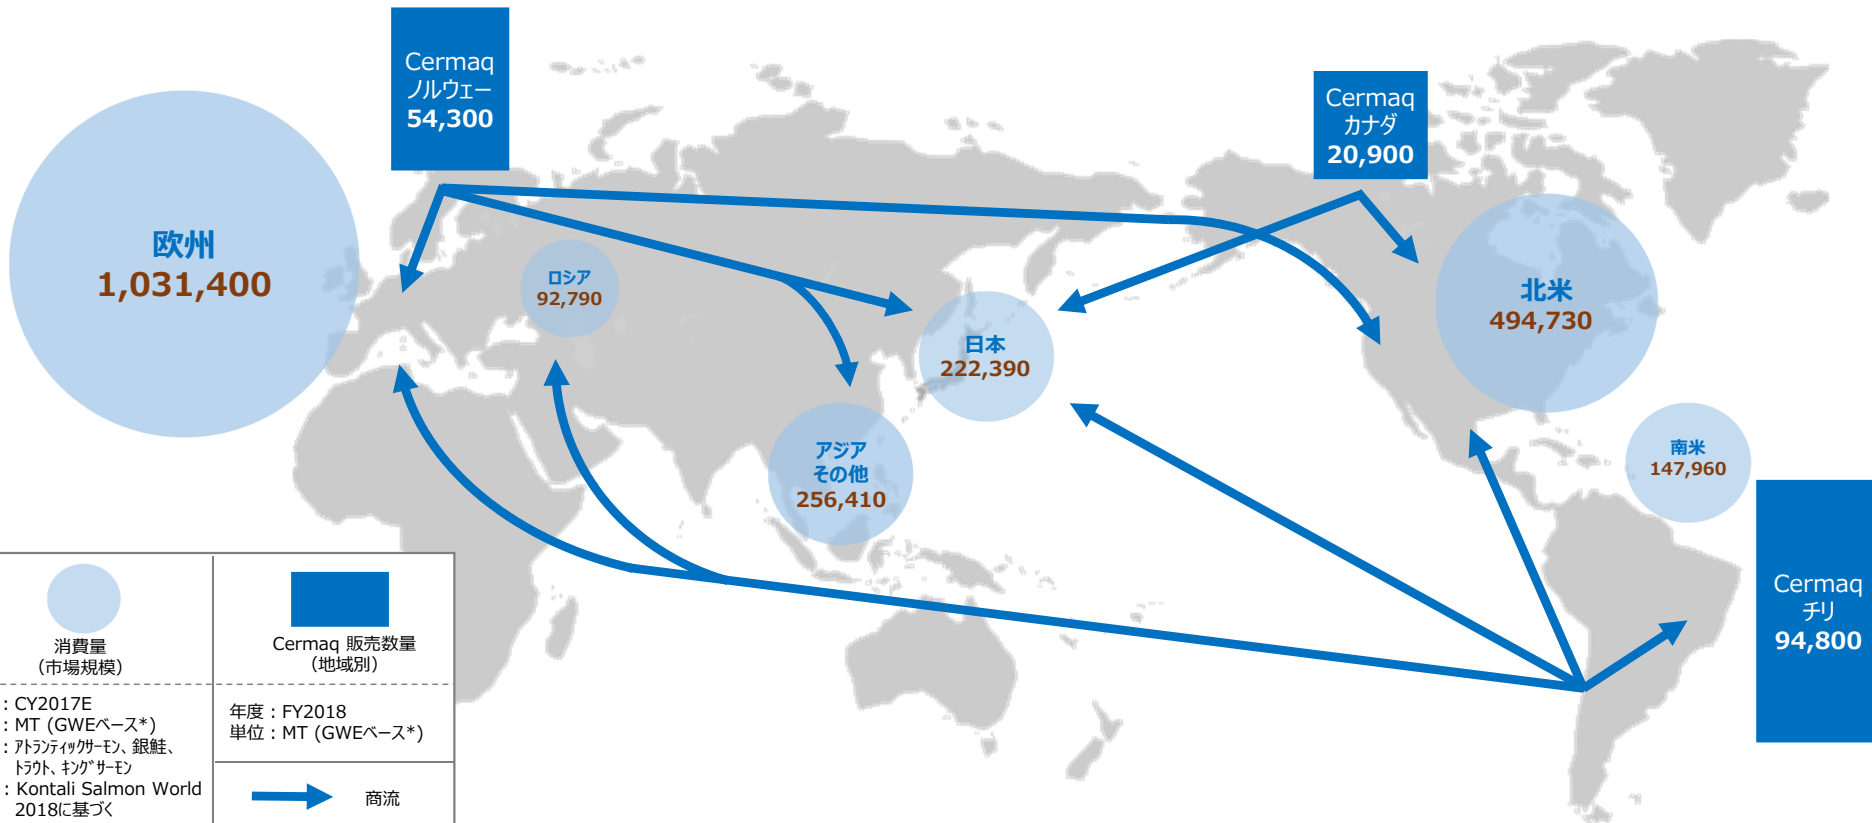 Cermaq
ノルウェー
54,300
Cermaq
カナダ
20,900
欧州
1,031,400
ロシア
92,790
日本
222,390
北米
494,730
アジア
その他
256,410
南米
147,960
Cermaq
チリ
94,800
消費量
(市場規模)
: CY2017E
: MT (GWEベース*)
: ｱﾄﾗﾝﾃｨｯｸｻｰﾓﾝ、銀鮭、
ﾄﾗｳﾄ、ｷﾝｸﾞｻｰﾓﾝ
: Kontali Salmon World
2018に基づく
Cermaq 販売数量
(地域別)
年度 : FY2018
単位 : MT (GWEベース*)
商流